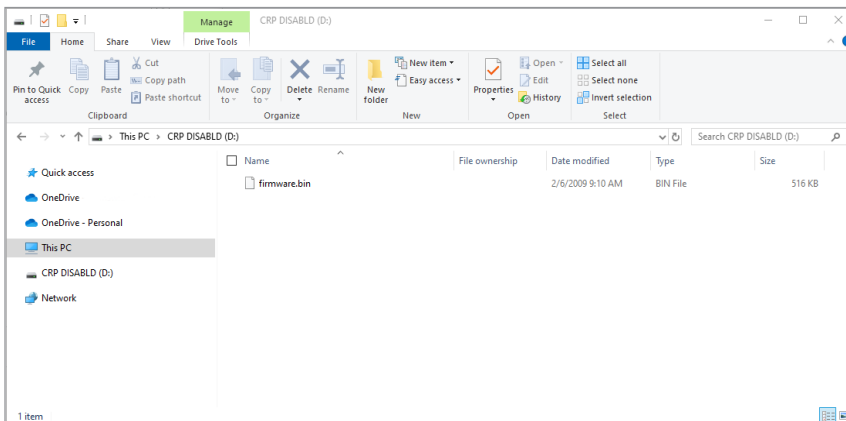 Manage CRP DISABLD (D:)
File Home Share View Drive Tools
Pin to Quick access
Copy
Paste
Cut
Copy path
Paste shortcut
Clipboard
Move to
Copy to
Delete
Rename
Organize
New folder
New item
Easy access
New
Properties
Open
Edit
History
Open
Select all
Select none
Invert selection
Select
This PC > CRP DISABLD (D:)
Search CRP DISABLD (D:)
Name File ownership Date modified Type Size
firmware.bin 2/6/2009 9:10 AM BIN File 516 KB
Quick access
OneDrive
OneDrive - Personal
This PC
CRP DISABLD (D:)
Network
1 item